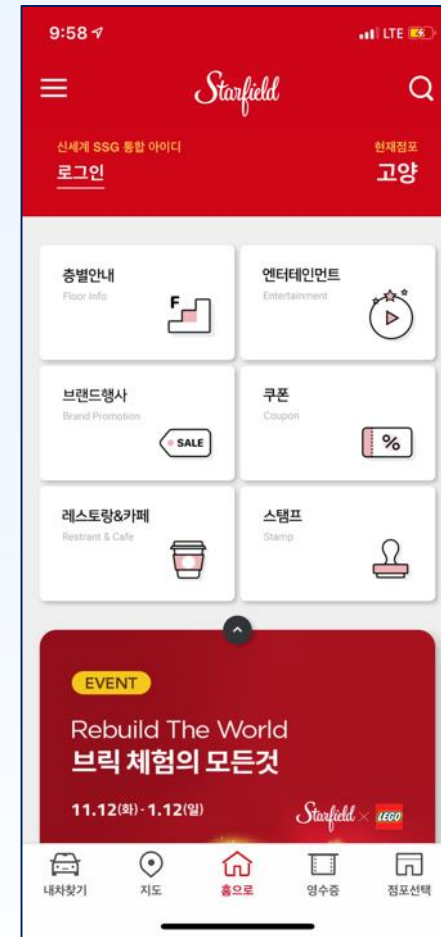 9:58
LTE
Starfield
신세계 SSG 통합 아이디
현재점포
로그인
고양
층별안내
Floor Info
F
엔터테인먼트
Entertainment
브랜드행사
Brand Promotion
SALE
쿠폰
Coupon
%
레스토랑&카페
Restrant & Cafe
스탬프
Stamp
EVENT
Rebuild The World
브릭 체험의 모든것
11.12(화)-1.12(일)
Starfield × LEGO
내차찾기
지도
홈으로
영수증
점포선택